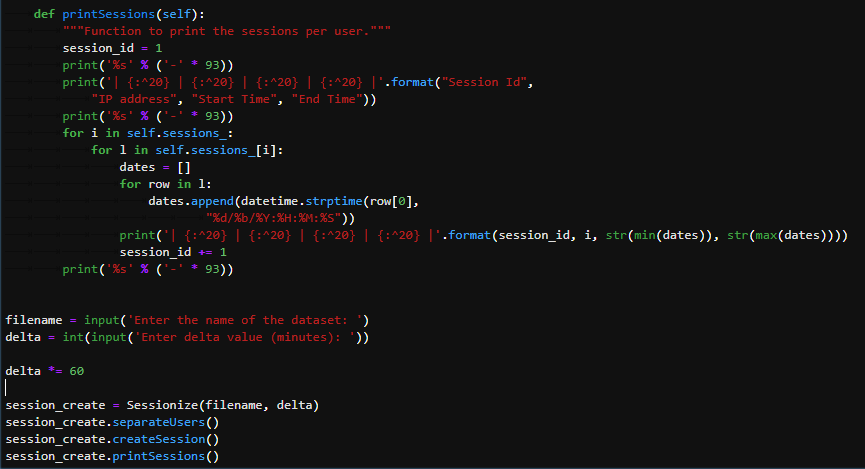 def printSessions(self):
        """Function to print the sessions per user."""
        session_id = 1
        print('%s' % ('-' * 93))
        print('| {:^20} | {:^20} | {:^20} | {:^20} |'.format("Session Id",
            "IP address", "Start Time", "End Time"))
        print('%s' % ('-' * 93))
        for i in self.sessions_:
            for l in self.sessions_[i]:
                dates = []
                for row in l:
                    dates.append(datetime.strptime(row[0],
                            "%d/%b/%Y:%H:%M:%S"))
                print('| {:^20} | {:^20} | {:^20} | {:^20} |'.format(session_id, i, str(min(dates)), str(max(dates))))
                session_id += 1
        print('%s' % ('-' * 93))
filename = input('Enter the name of the dataset: ')
delta = int(input('Enter delta value (minutes): '))
delta *= 60
session_create = Sessionize(filename, delta)
session_create.separateUsers()
session_create.createSession()
session_create.printSessions()